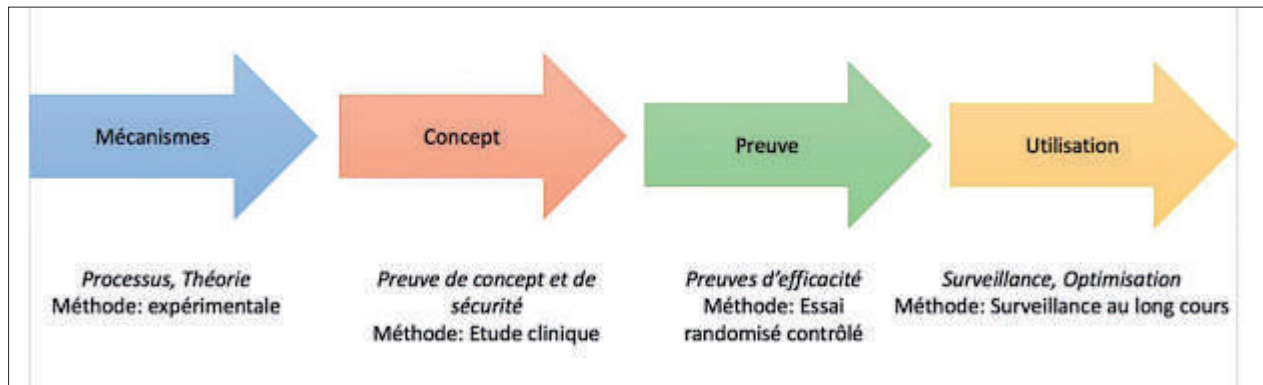 Mécanismes
Concept
Preuve
Utilisation
Processus, Théorie
Méthode: expérimentale
Preuve de concept et de
sécurité
Méthode: Etude clinique
Preuves d'efficacité
Méthode: Essai
randomisé contrôlé
Surveillance, Optimisation
Méthode: Surveillance au long cours